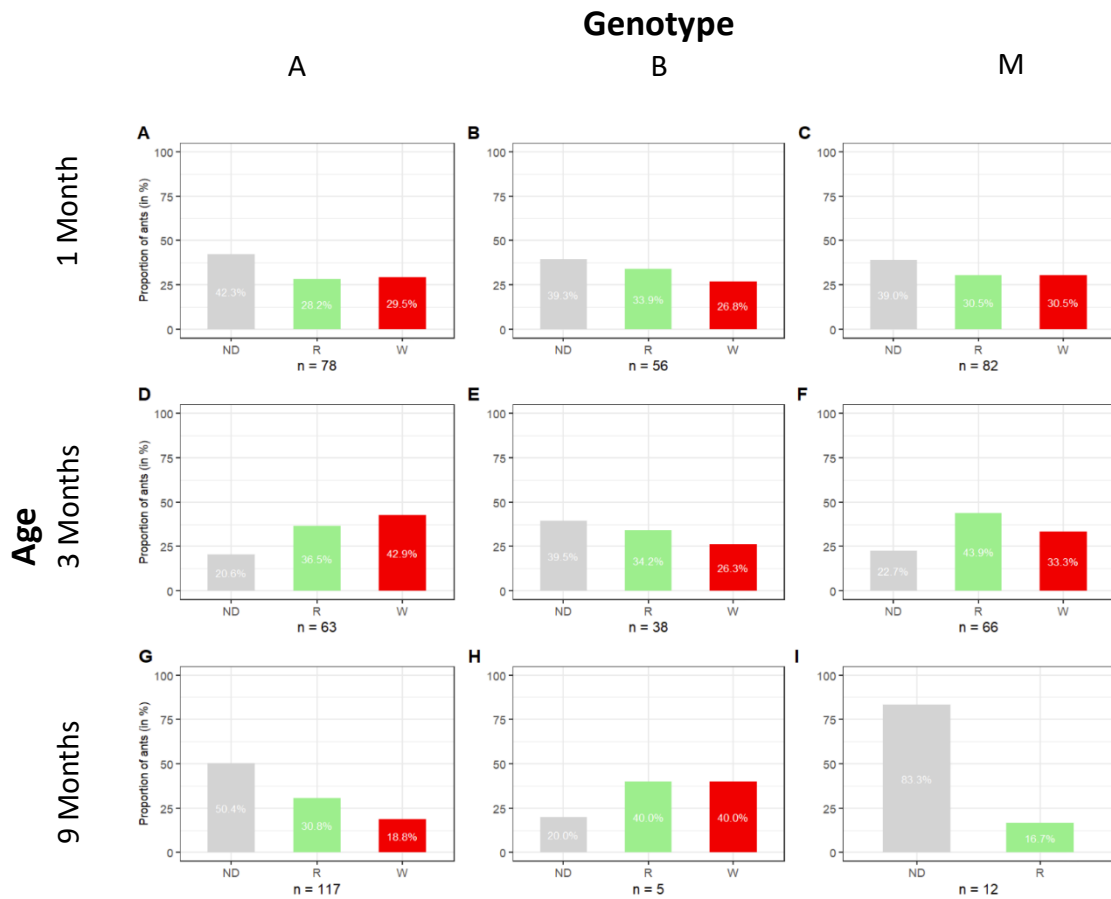 Genotype
A B M
1 Month
A
Proportion of ants (in %)
100
75
50
25
0
42.3% 28.2% 29.5%
ND R W
n = 78
B
100
75
50
25
0
39.3% 33.9% 26.8%
ND R W
n = 56
C
100
75
50
25
0
39.0% 30.5% 30.5%
ND R W
n = 82
Age
3 Months
D
Proportion of ants (in %)
100
75
50
25
0
20.6% 36.5% 42.9%
ND R W
n = 63
E
100
75
50
25
0
39.5% 34.2% 26.3%
ND R W
n = 38
F
100
75
50
25
0
22.7% 43.9% 33.3%
ND R W
n = 66
9 Months
G
Proportion of ants (in %)
100
75
50
25
0
50.4% 30.8% 18.8%
ND R W
n = 117
H
100
75
50
25
0
20.0% 40.0% 40.0%
ND R W
n = 5
I
100
75
50
25
0
83.3% 16.7%
ND R
n = 12